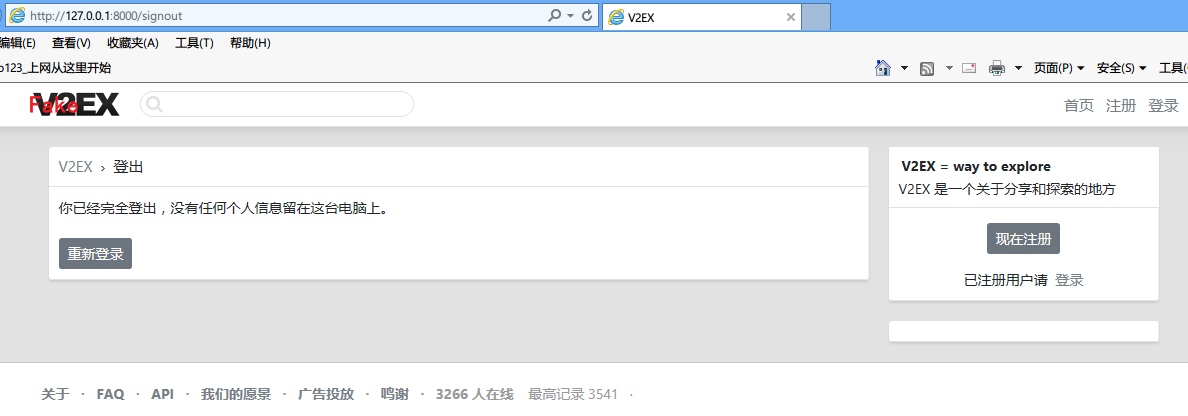 http://127.0.0.1:8000/signout
V2EX
编辑(E) 查看(V) 收藏夹(A) 工具(T) 帮助(H)
o123_上网从这里开始
页面(P) 安全(S) 工具(
Fake V2EX
首页 注册 登录
V2EX › 登出
你已经完全登出，没有任何个人信息留在这台电脑上。
重新登录
V2EX = way to explore
V2EX 是一个关于分享和探索的地方
现在注册
已注册用户请 登录
关于 · FAQ · API · 我们的愿景 · 广告投放 · 鸣谢 · 3266 人在线 最高记录 3541 ·